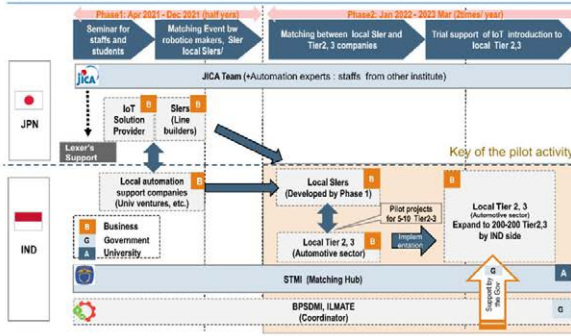 Phase1: Apr 2021 - Dec 2021 (half yers)
Phase2: Jan 2022 - 2023 Mar (2times/ year)
Seminar for
staffs and
students
Matching Event bw
robotice makers, SIer
local SIers/
Matching between local SIer and
Tier2, 3 companies
Trial support of IoT introduction to
local Tier 2,3
JPN
JICA
JICA Team (+Automation experts : staffs from other institute)
IoT
Solution
Provider
B
SIers
(Line
builders)
B
Lexer's
Support
Key of the pilot activity
IND
Local automation
support companies
(Univ ventures, etc.)
B
Local SIers
(Developed by Phase 1)
B
Pilot projects
for 5-10 Tier2-3
Local Tier 2, 3
(Automotive sector)
B
Implem
entation
B
Local Tier 2, 3
(Automotive sector)
Expand to 200-200 Tier2,3
by IND side
B Business
G Government
A University
STMI (Matching Hub)
A
G
Support by
the Gov
BPSDMI, ILMATE
(Coordinator)
G